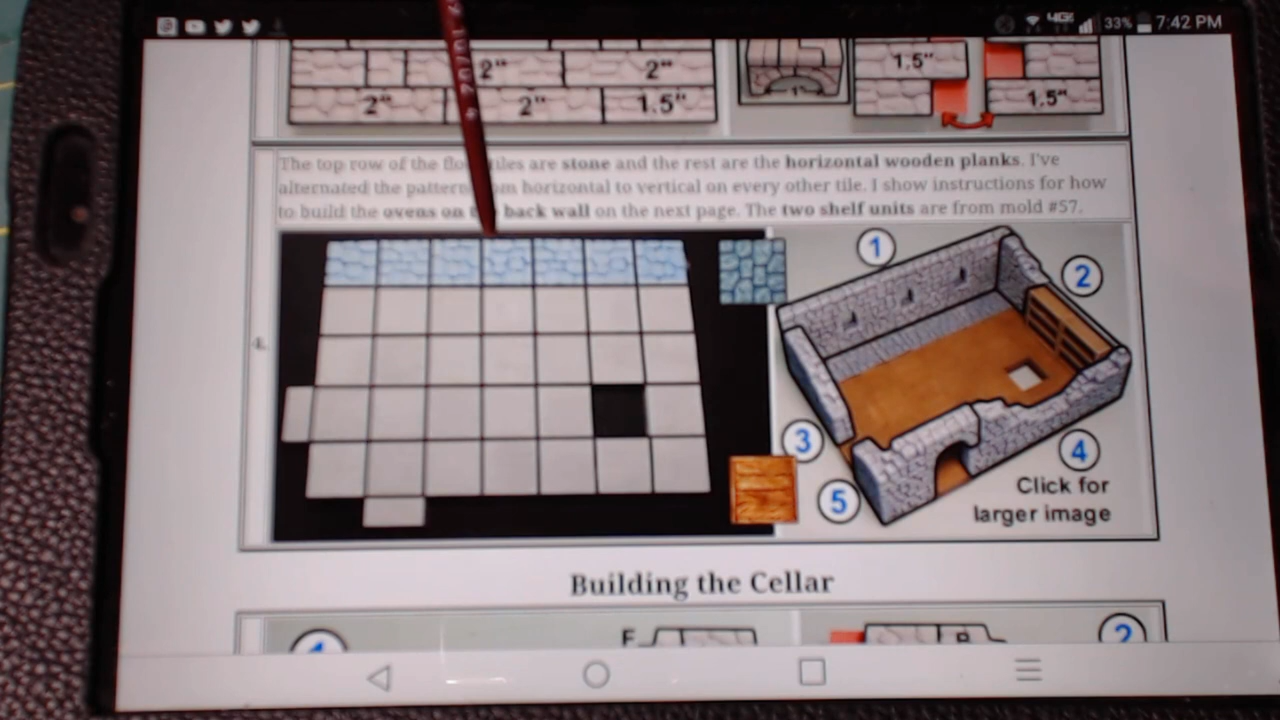 33% 7:42 PM
2" 2"
2" 2" 1.5"
1"
1.5"
1.5"
The top row of the tiles are stone and the rest are the horizontal wooden planks. I've
alternated the pattern horizontal to vertical on every other tile. I show instructions for how
to build the ovens on back wall on the next page. The two shelf units are from mold #57.
4.
1
2
3
4
5
Click for
larger image
Building the Cellar
1
F
B
2